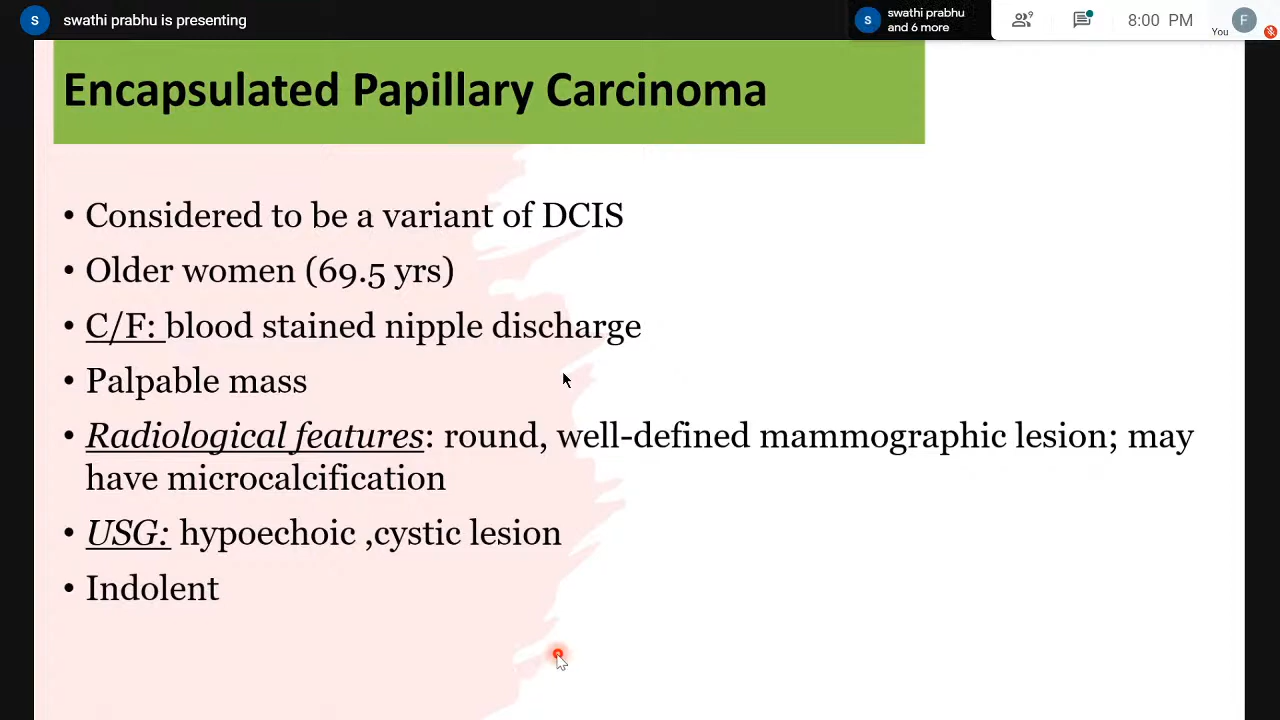 S swathi prabhu is presenting
S swathi prabhu
and 6 more
9
8:00 PM
You
F
Encapsulated Papillary Carcinoma
• Considered to be a variant of DCIS
• Older women (69.5 yrs)
• C/F: blood stained nipple discharge
• Palpable mass
• Radiological features: round, well-defined mammographic lesion; may
have microcalcification
• USG: hypoechoic ,cystic lesion
• Indolent